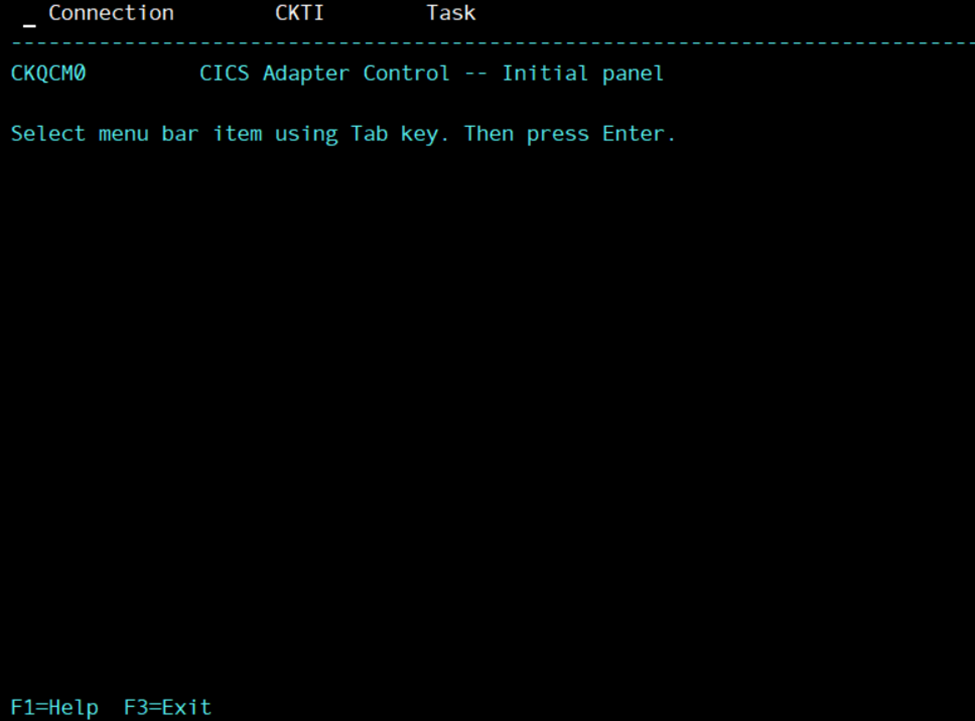 _ Connection CKTI Task
--------------------------------------------------------------------------------
CKQCM0 CICS Adapter Control -- Initial panel
Select menu bar item using Tab key. Then press Enter.
F1=Help F3=Exit